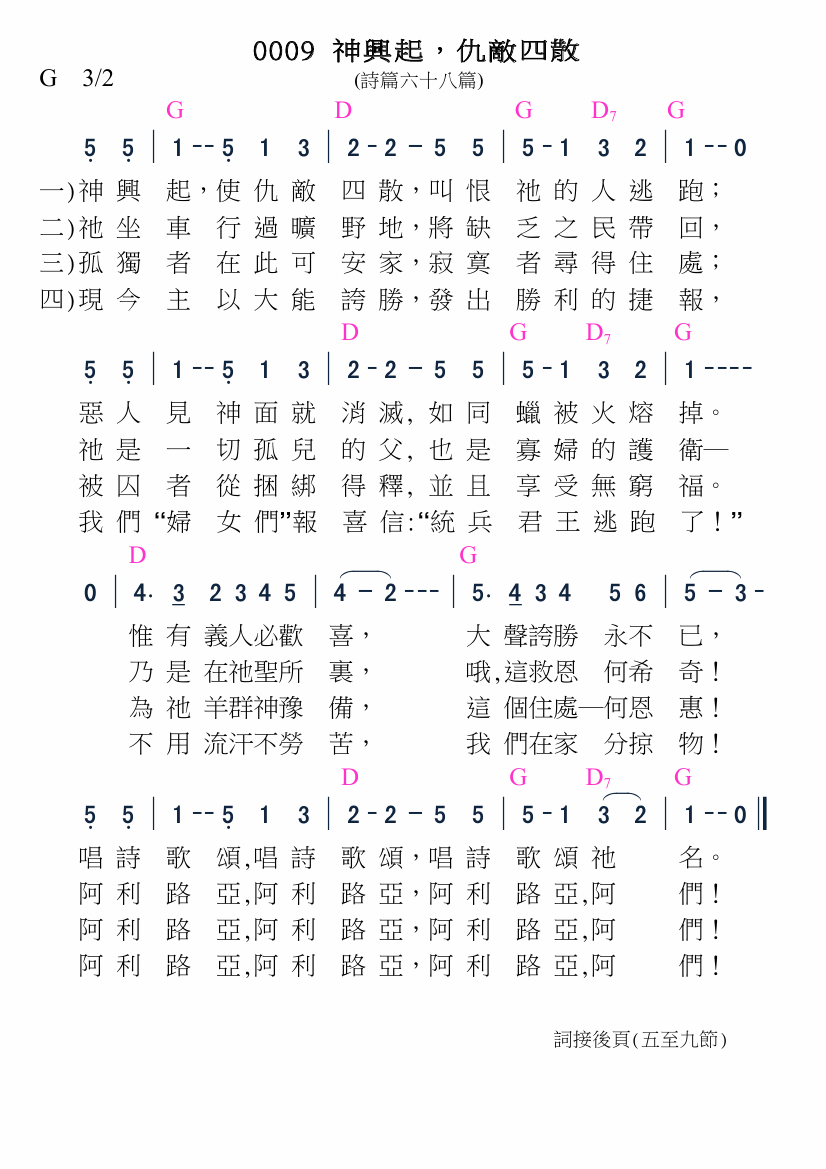 0009 神興起，仇敵四散
G 3/2 (詩篇六十八篇)
G D G D7 G
5 5 | 1 -- 5 1 3 | 2 - 2 - 5 5 | 5 - 1 3 2 | 1 -- 0
一)神興 起，使仇敵 四散，叫恨 祂的人逃 跑；
二)祂坐 車 行過曠 野地，將缺 乏之民帶 回，
三)孤獨 者 在此可 安家，寂寞 者尋得住 處；
四)現今 主 以大能 誇勝，發出 勝利的捷 報，
D G D7 G
5 5 | 1 -- 5 1 3 | 2 - 2 - 5 5 | 5 - 1 3 2 | 1 ----
惡人 見 神面就 消滅, 如同 蠟被火熔 掉。
祂是 一 切孤兒 的父, 也是 寡婦的護 衛—
被囚 者 從捆綁 得釋, 並且 享受無窮 福。
我們“婦 女們”報 喜信:“統兵 君王逃跑 了！”
D G
0 | 4. 3 2 3 4 5 | 4 - 2 --- | 5. 4 3 4 5 6 | 5 - 3 -
惟有 義人必歡 喜， 大聲誇勝 永不 已，
乃是 在祂聖所 裏， 哦,這救恩 何希 奇！
為祂 羊群神豫 備， 這個住處—何恩 惠！
不用 流汗不勞 苦， 我們在家 分掠 物！
D G D7 G
5 5 | 1 -- 5 1 3 | 2 - 2 - 5 5 | 5 - 1 3 2 | 1 -- 0 ||
唱詩 歌 頌,唱詩 歌頌，唱詩 歌頌祂 名。
阿利 路 亞,阿利 路亞，阿利 路亞,阿 們！
阿利 路 亞,阿利 路亞，阿利 路亞,阿 們！
阿利 路 亞,阿利 路亞，阿利 路亞,阿 們！
詞接後頁(五至九節)